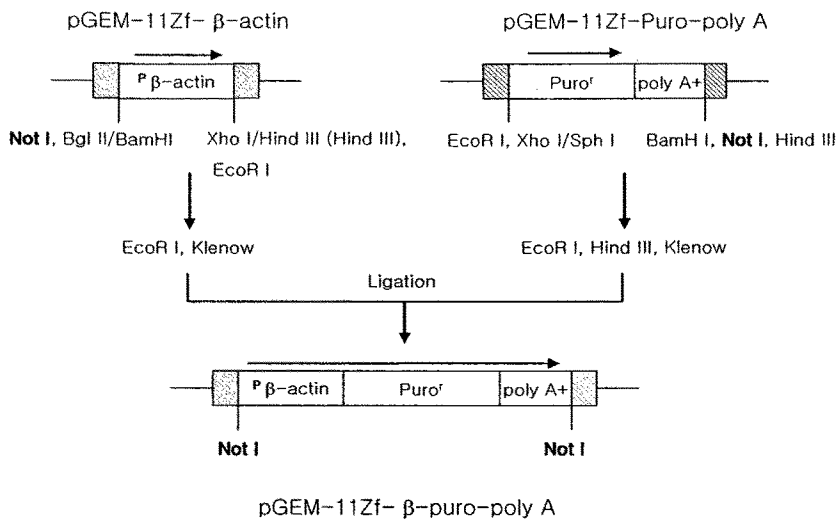 pGEM-11Zf- β-actin
pGEM-11Zf-Puro-poly A
P β-actin
Puroʳ
poly A+
Not I, Bgl II/BamHI
Xho I/Hind III (Hind III),
EcoR I
EcoR I, Xho I/Sph I
BamH I, Not I, Hind III
EcoR I, Klenow
EcoR I, Hind III, Klenow
Ligation
P β-actin
Puroʳ
poly A+
Not I
Not I
pGEM-11Zf- β-puro-poly A